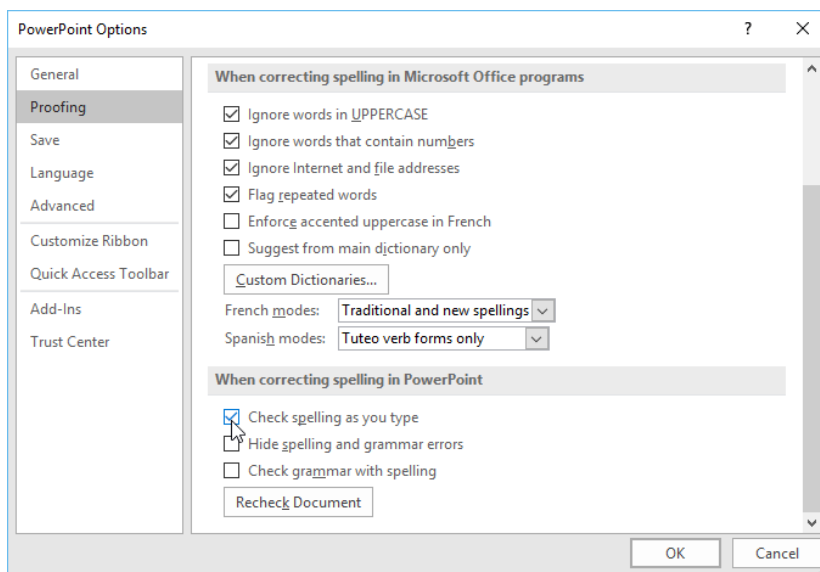 PowerPoint Options
?
General
Proofing
Save
Language
Advanced
Customize Ribbon
Quick Access Toolbar
Add-Ins
Trust Center
When correcting spelling in Microsoft Office programs
Ignore words in UPPERCASE
Ignore words that contain numbers
Ignore Internet and file addresses
Flag repeated words
Enforce accented uppercase in French
Suggest from main dictionary only
Custom Dictionaries...
French modes: Traditional and new spellings
Spanish modes: Tuteo verb forms only
When correcting spelling in PowerPoint
Check spelling as you type
Hide spelling and grammar errors
Check grammar with spelling
Recheck Document
OK Cancel